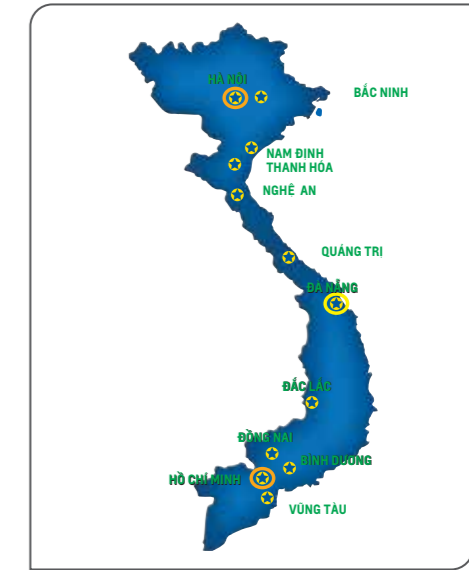 HÀ NỘI
BẮC NINH
NAM ĐỊNH
THANH HÓA
NGHỆ AN
QUẢNG TRỊ
ĐÀ NẴNG
ĐẮC LẮC
ĐỒNG NAI
BÌNH DƯƠNG
HỒ CHÍ MINH
VŨNG TÀU